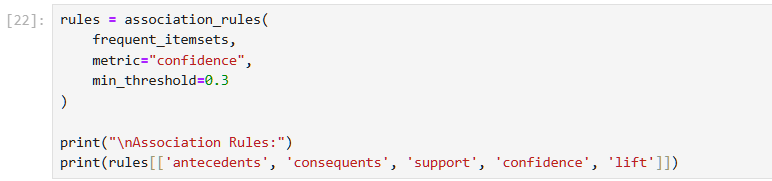 [22]: rules = association_rules(
    frequent_itemsets,
    metric="confidence",
    min_threshold=0.3
)

print("\nAssociation Rules:")
print(rules[['antecedents', 'consequents', 'support', 'confidence', 'lift']])